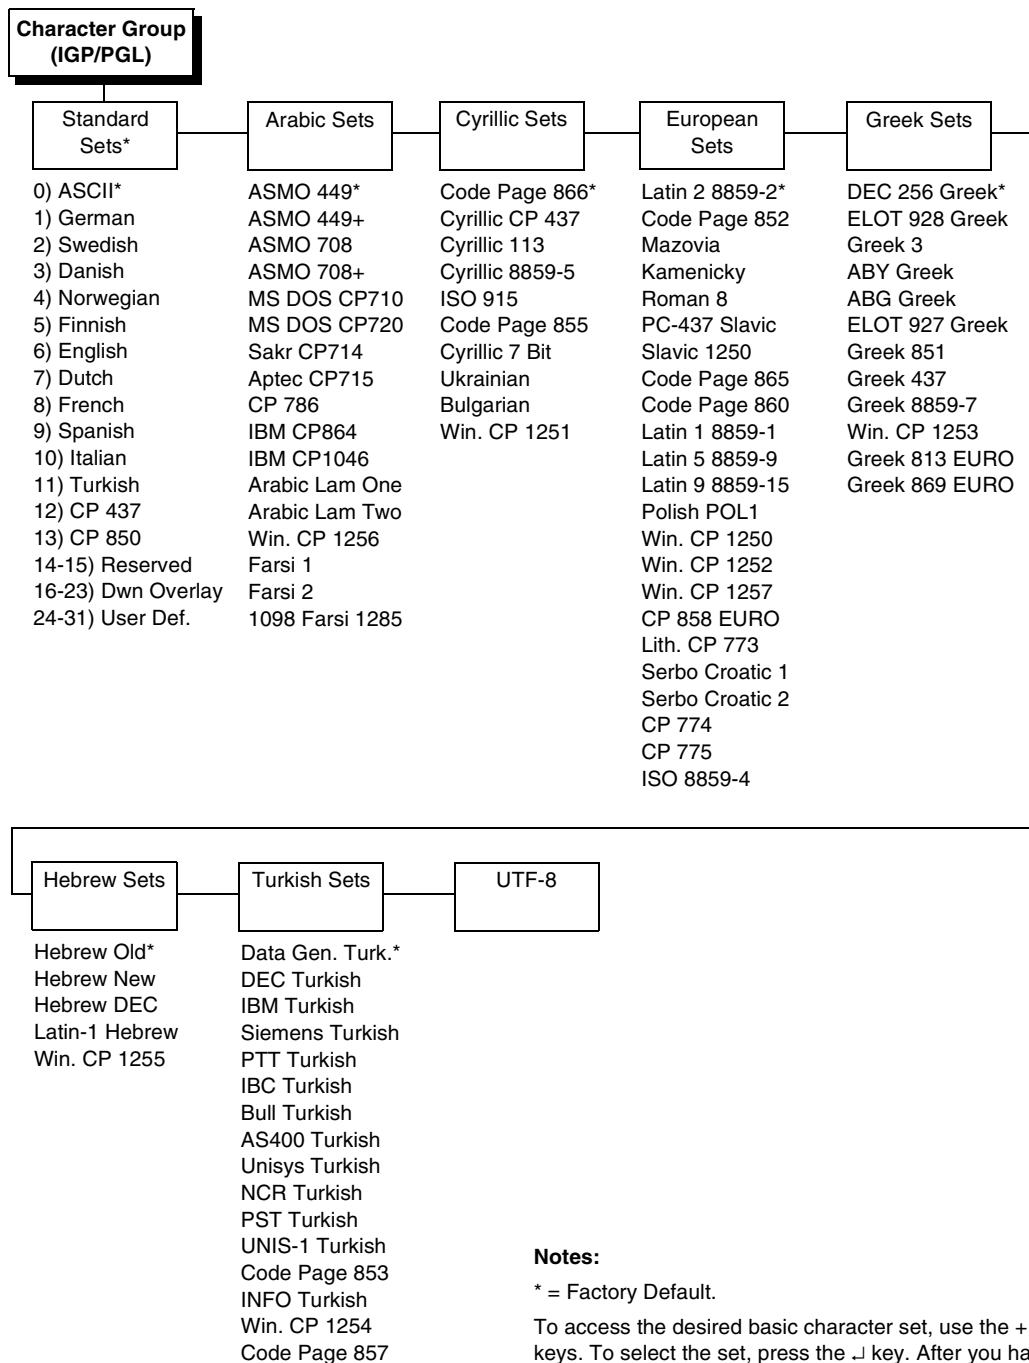 Character Group
(IGP/PGL)
Standard
Sets*
0) ASCII*
1) German
2) Swedish
3) Danish
4) Norwegian
5) Finnish
6) English
7) Dutch
8) French
9) Spanish
10) Italian
11) Turkish
12) CP 437
13) CP 850
14-15) Reserved
16-23) Dwn Overlay
24-31) User Def.
Arabic Sets
ASMO 449*
ASMO 449+
ASMO 708
ASMO 708+
MS DOS CP710
MS DOS CP720
Sakr CP714
Aptec CP715
CP 786
IBM CP864
IBM CP1046
Arabic Lam One
Arabic Lam Two
Win. CP 1256
Farsi 1
Farsi 2
1098 Farsi 1285
Cyrillic Sets
Code Page 866*
Cyrillic CP 437
Cyrillic 113
Cyrillic 8859-5
ISO 915
Code Page 855
Cyrillic 7 Bit
Ukrainian
Bulgarian
Win. CP 1251
European
Sets
Latin 2 8859-2*
Code Page 852
Mazovia
Kamenicky
Roman 8
PC-437 Slavic
Slavic 1250
Code Page 865
Code Page 860
Latin 1 8859-1
Latin 5 8859-9
Latin 9 8859-15
Polish POL1
Win. CP 1250
Win. CP 1252
Win. CP 1257
CP 858 EURO
Lith. CP 773
Serbo Croatic 1
Serbo Croatic 2
CP 774
CP 775
ISO 8859-4
Greek Sets
DEC 256 Greek*
ELOT 928 Greek
Greek 3
ABY Greek
ABG Greek
ELOT 927 Greek
Greek 851
Greek 437
Greek 8859-7
Win. CP 1253
Greek 813 EURO
Greek 869 EURO
Hebrew Sets
Hebrew Old*
Hebrew New
Hebrew DEC
Latin-1 Hebrew
Win. CP 1255
Turkish Sets
Data Gen. Turk.*
DEC Turkish
IBM Turkish
Siemens Turkish
PTT Turkish
IBC Turkish
Bull Turkish
AS400 Turkish
Unisys Turkish
NCR Turkish
PST Turkish
UNIS-1 Turkish
Code Page 853
INFO Turkish
Win. CP 1254
Code Page 857
UTF-8
Notes:
* = Factory Default.
To access the desired basic character set, use the +
keys. To select the set, press the ↵ key. After you ha